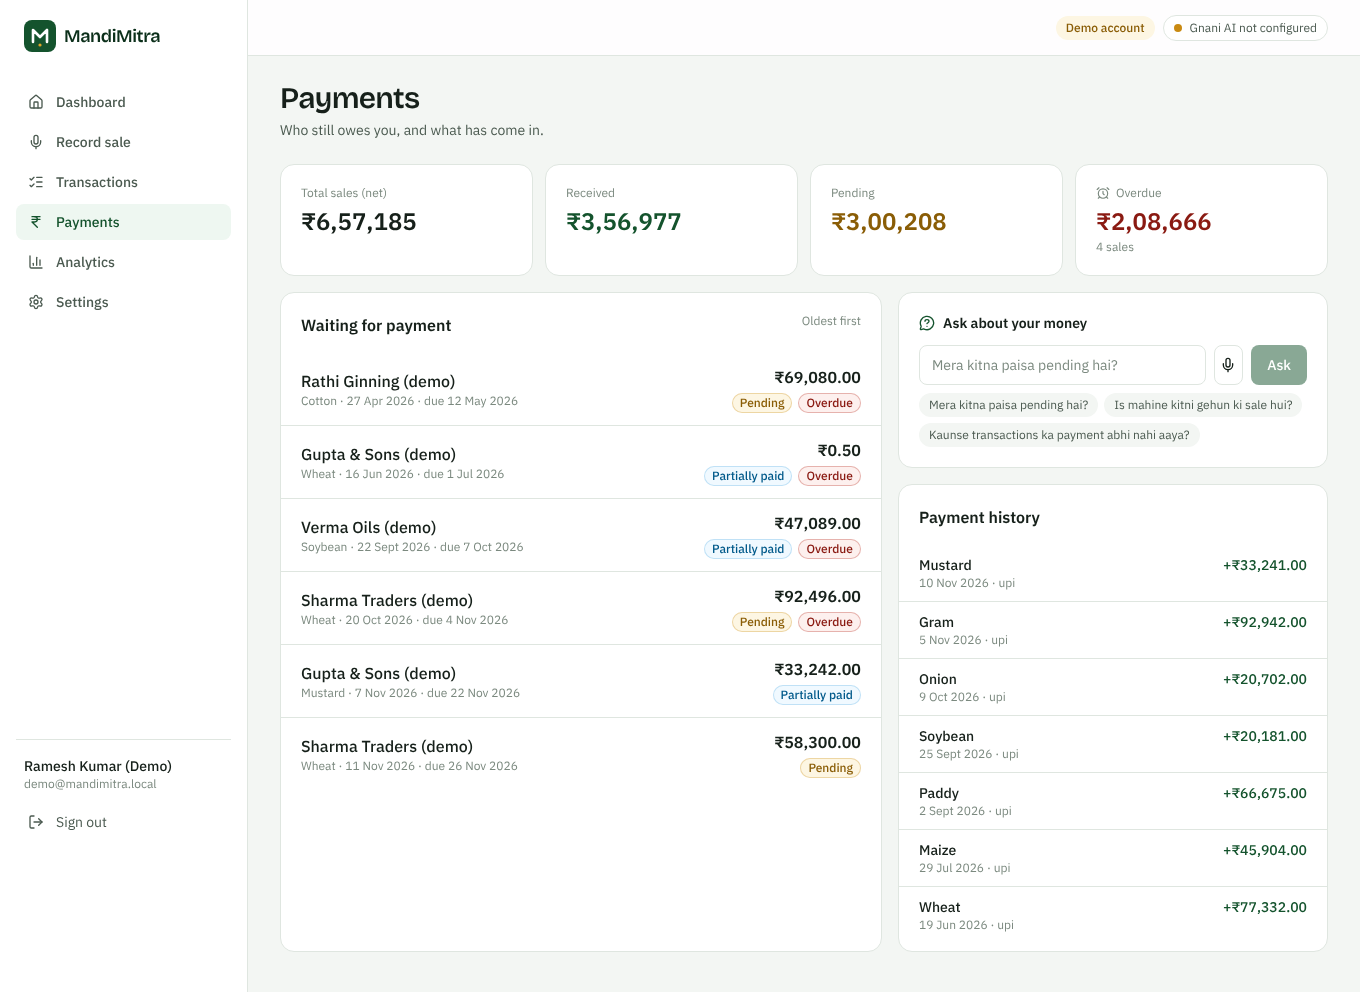 MandiMitra
Dashboard
Record sale
Transactions
Payments
Analytics
Settings
Ramesh Kumar (Demo)
demo@mandimitra.local
Sign out
Demo account
Gnani AI not configured
Payments
Who still owes you, and what has come in.
Total sales (net)
₹6,57,185
Received
₹3,56,977
Pending
₹3,00,208
Overdue
₹2,08,666
4 sales
Waiting for payment
Oldest first
Rathi Ginning (demo)
₹69,080.00
Cotton · 27 Apr 2026 · due 12 May 2026
Pending
Overdue
Gupta & Sons (demo)
₹0.50
Wheat · 16 Jun 2026 · due 1 Jul 2026
Partially paid
Overdue
Verma Oils (demo)
₹47,089.00
Soybean · 22 Sept 2026 · due 7 Oct 2026
Partially paid
Overdue
Sharma Traders (demo)
₹92,496.00
Wheat · 20 Oct 2026 · due 4 Nov 2026
Pending
Overdue
Gupta & Sons (demo)
₹33,242.00
Mustard · 7 Nov 2026 · due 22 Nov 2026
Partially paid
Sharma Traders (demo)
₹58,300.00
Wheat · 11 Nov 2026 · due 26 Nov 2026
Pending
Ask about your money
Mera kitna paisa pending hai?
Ask
Mera kitna paisa pending hai?
Is mahine kitni gehun ki sale hui?
Kaunse transactions ka payment abhi nahi aaya?
Payment history
Mustard
+₹33,241.00
10 Nov 2026 · upi
Gram
+₹92,942.00
5 Nov 2026 · upi
Onion
+₹20,702.00
9 Oct 2026 · upi
Soybean
+₹20,181.00
25 Sept 2026 · upi
Paddy
+₹66,675.00
2 Sept 2026 · upi
Maize
+₹45,904.00
29 Jul 2026 · upi
Wheat
+₹77,332.00
19 Jun 2026 · upi